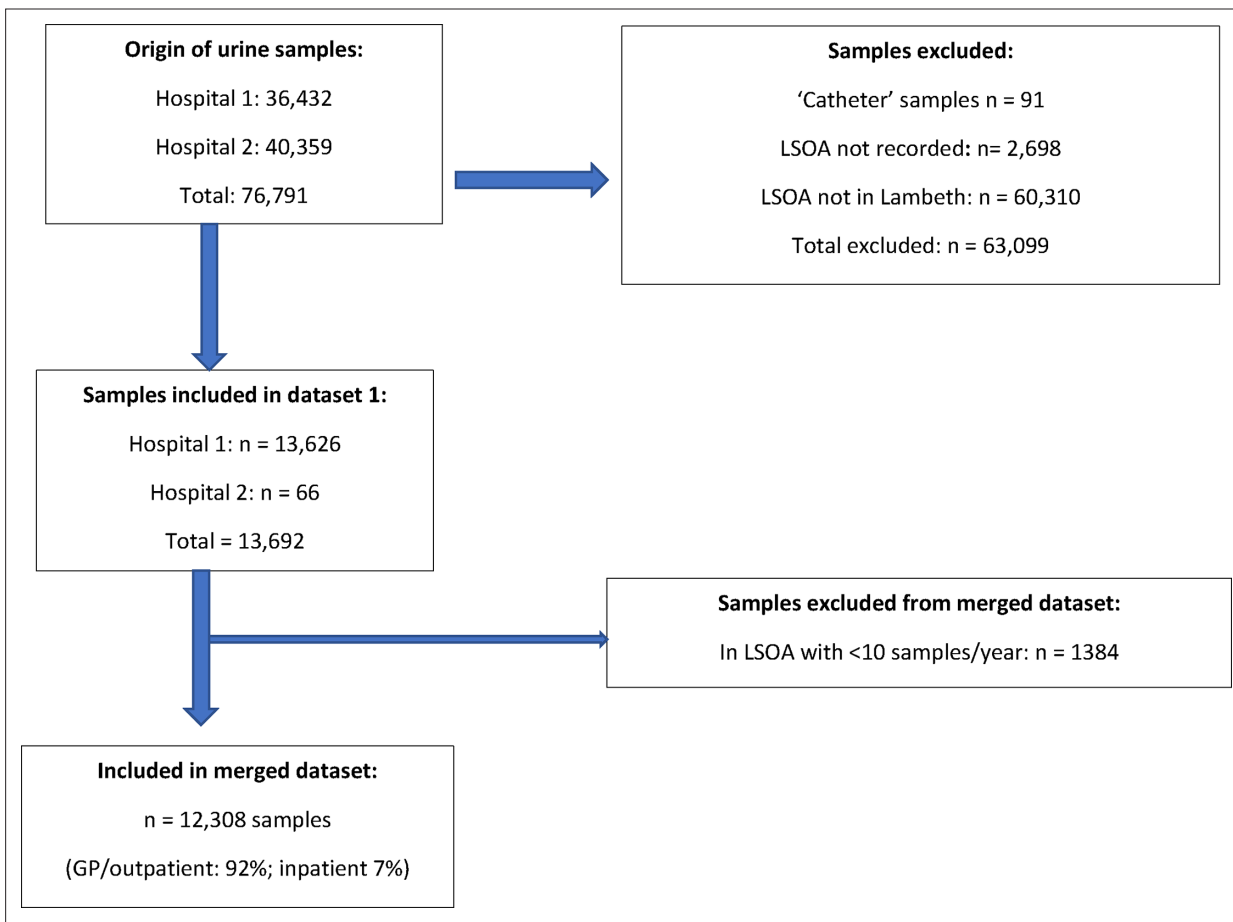 Origin of urine samples:
Hospital 1: 36,432
Hospital 2: 40,359
Total: 76,791
Samples excluded:
‘Catheter’ samples n = 91
LSOA not recorded: n= 2,698
LSOA not in Lambeth: n = 60,310
Total excluded: n = 63,099
Samples included in dataset 1:
Hospital 1: n = 13,626
Hospital 2: n = 66
Total = 13,692
Samples excluded from merged dataset:
In LSOA with <10 samples/year: n = 1384
Included in merged dataset:
n = 12,308 samples
(GP/outpatient: 92%; inpatient 7%)